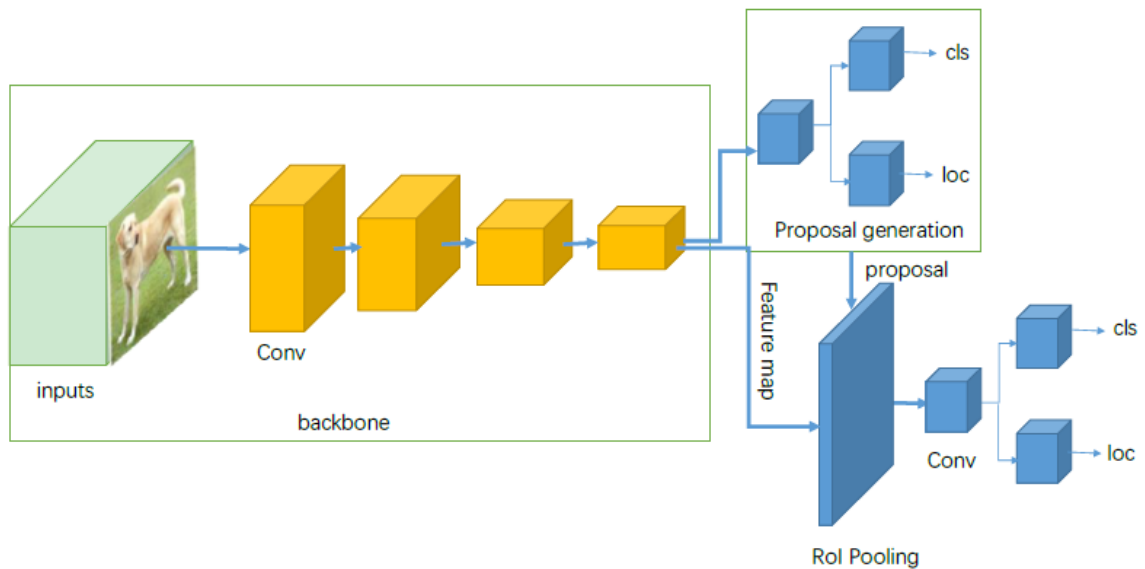 cls
loc
Proposal generation
proposal
Feature map
Conv
inputs
backbone
cls
Conv
loc
RoI Pooling